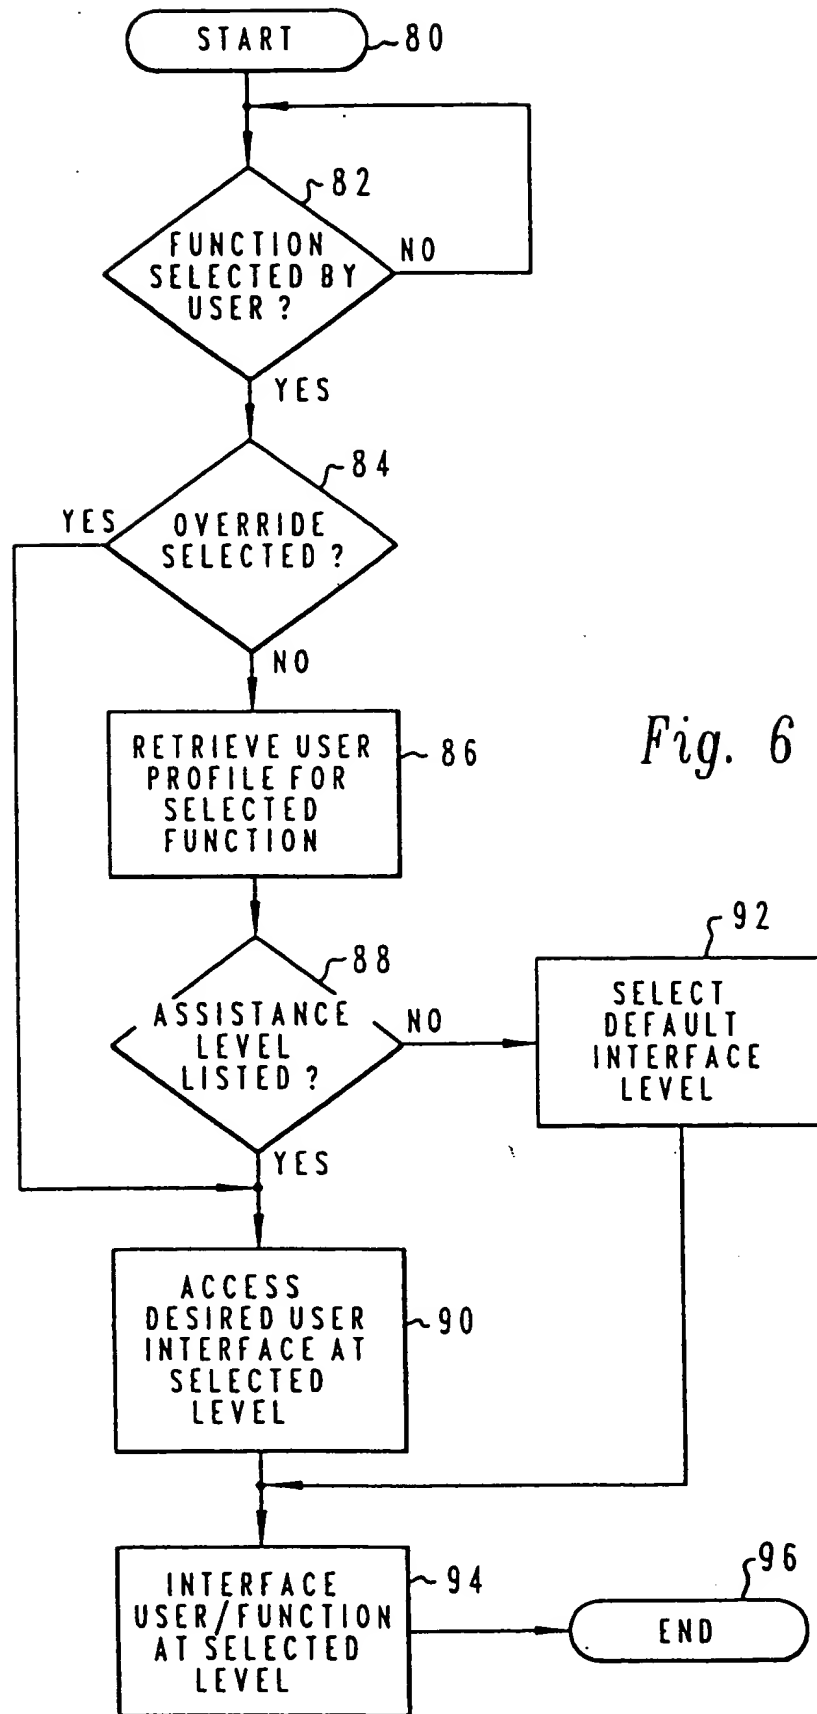 START
80
82
FUNCTION
SELECTED BY
USER ?
NO
YES
84
YES
OVERRIDE
SELECTED ?
NO
Fig. 6
RETRIEVE USER
PROFILE FOR
SELECTED
FUNCTION
86
88
ASSISTANCE
LEVEL
LISTED ?
NO
YES
92
SELECT
DEFAULT
INTERFACE
LEVEL
ACCESS
DESIRED USER
INTERFACE AT
SELECTED
LEVEL
90
INTERFACE
USER/FUNCTION
AT SELECTED
LEVEL
94
96
END